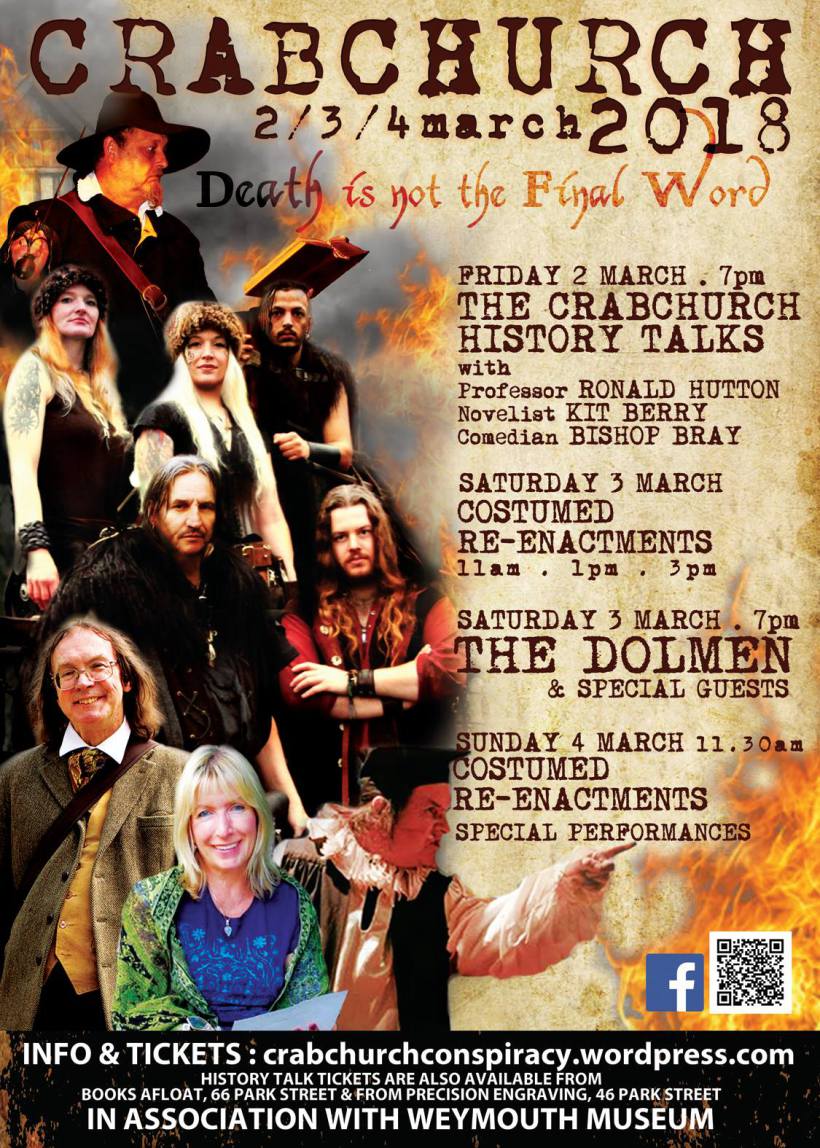 CRABCHURCH
2/3/4 march 2018
Death is not the Final Word
FRIDAY 2 MARCH . 7pm
THE CRABCHURCH
HISTORY TALKS
with
Professor RONALD HUTTON
Novelist KIT BERRY
Comedian BISHOP BRAY
SATURDAY 3 MARCH
COSTUMED
RE-ENACTMENTS
11am . 1pm . 3pm
SATURDAY 3 MARCH . 7pm
THE DOLMEN
& SPECIAL GUESTS
SUNDAY 4 MARCH 11.30am
COSTUMED
RE-ENACTMENTS
SPECIAL PERFORMANCES
f
INFO & TICKETS : crabchurchconspiracy.wordpress.com
HISTORY TALK TICKETS ARE ALSO AVAILABLE FROM
BOOKS AFLOAT, 66 PARK STREET & FROM PRECISION ENGRAVING, 46 PARK STREET
IN ASSOCIATION WITH WEYMOUTH MUSEUM